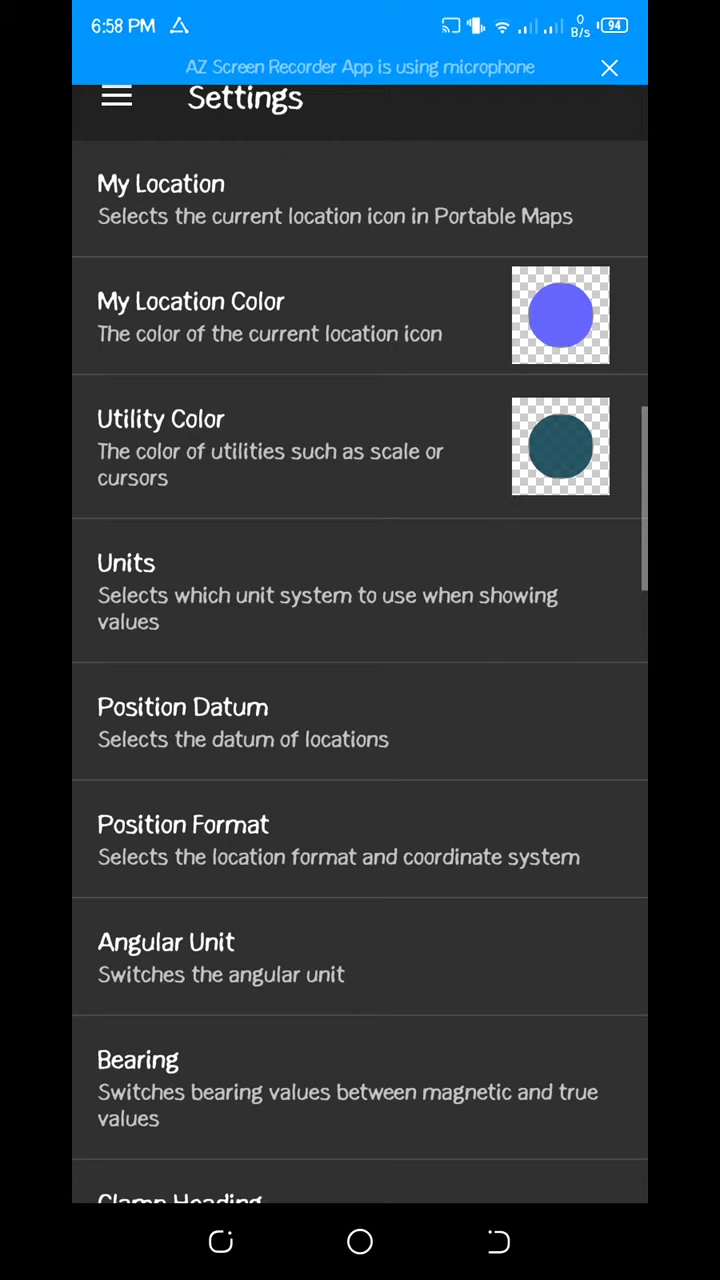 6:58 PM
0
B/s
94
AZ Screen Recorder App is using microphone
Settings
My Location
Selects the current location icon in Portable Maps
My Location Color
The color of the current location icon
Utility Color
The color of utilities such as scale or
cursors
Units
Selects which unit system to use when showing
values
Position Datum
Selects the datum of locations
Position Format
Selects the location format and coordinate system
Angular Unit
Switches the angular unit
Bearing
Switches bearing values between magnetic and true
values
Clamp Heading